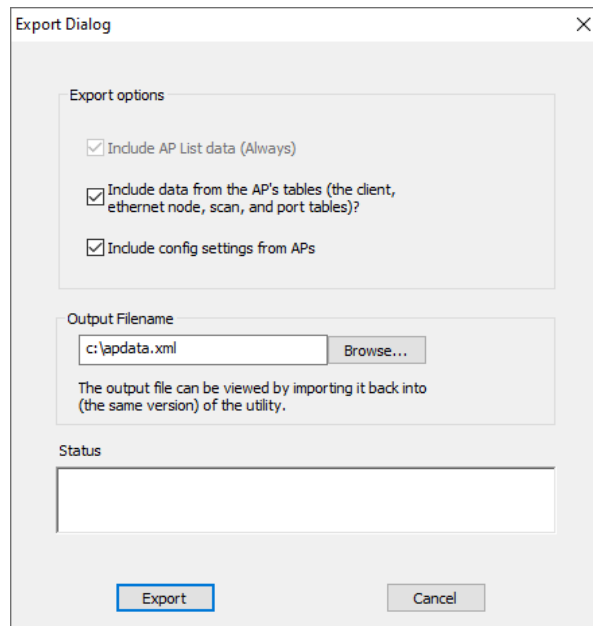 Export Dialog
Export options
Include AP List data (Always)
Include data from the AP's tables (the client,
ethernet node, scan, and port tables)?
Include config settings from APs
Output Filename
c:\apdata.xml
Browse...
The output file can be viewed by importing it back into
(the same version) of the utility.
Status
Export
Cancel